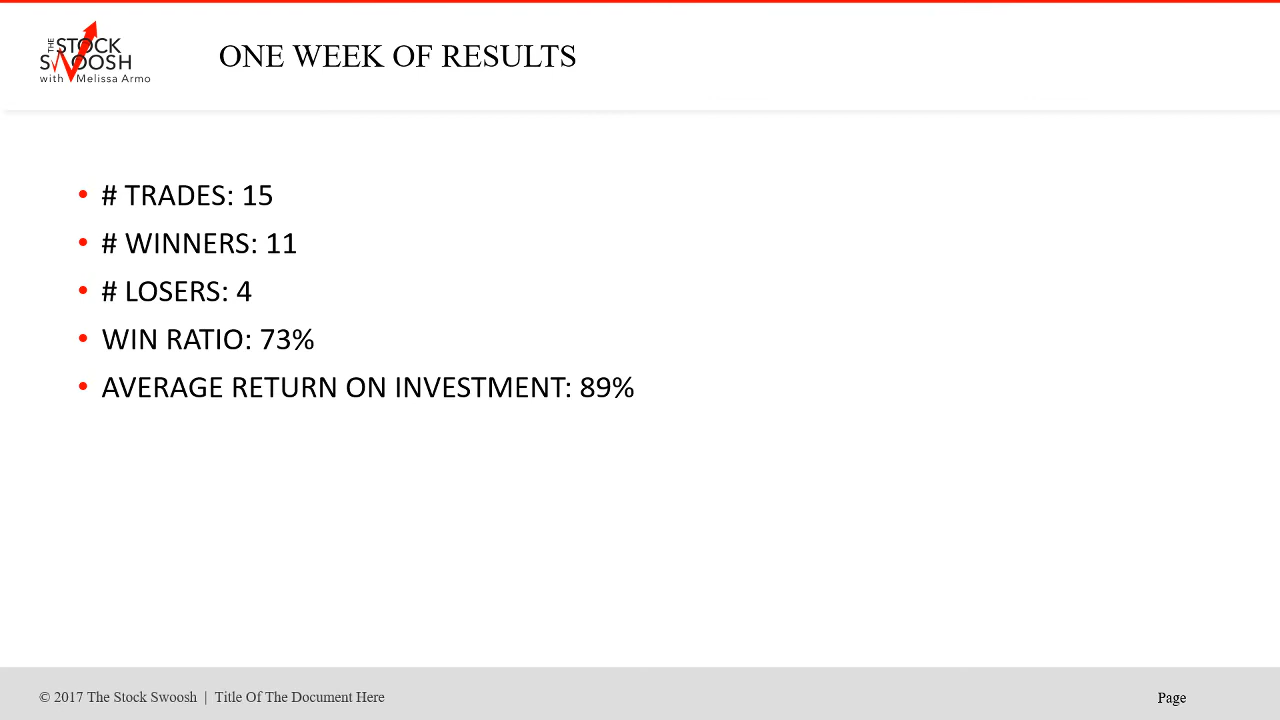 THE STOCK
SWOOSH
with Melissa Armo
ONE WEEK OF RESULTS
• # TRADES: 15
• # WINNERS: 11
• # LOSERS: 4
• WIN RATIO: 73%
• AVERAGE RETURN ON INVESTMENT: 89%
© 2017 The Stock Swoosh | Title Of The Document Here
Page